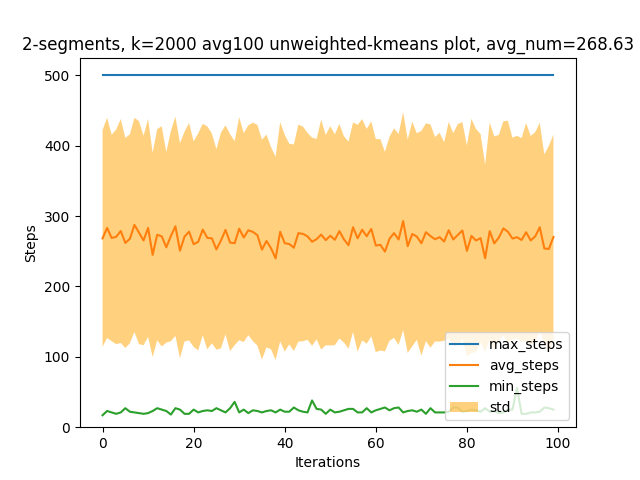 2-segments, k=2000 avg100 unweighted-kmeans plot, avg_num=268.63
500
400
300
200
100
0
Steps
0 20 40 60 80 100
Iterations
max_steps
avg_steps
min_steps
std